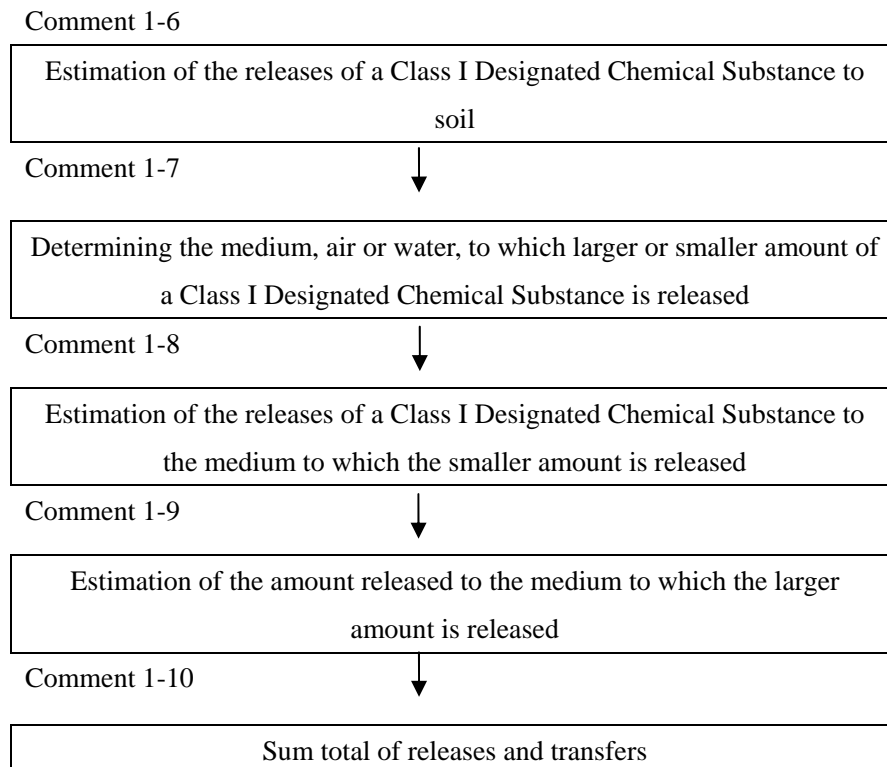 Comment 1-6
Estimation of the releases of a Class I Designated Chemical Substance to
soil
Comment 1-7
Determining the medium, air or water, to which larger or smaller amount of
a Class I Designated Chemical Substance is released
Comment 1-8
Estimation of the releases of a Class I Designated Chemical Substance to
the medium to which the smaller amount is released
Comment 1-9
Estimation of the amount released to the medium to which the larger
amount is released
Comment 1-10
Sum total of releases and transfers